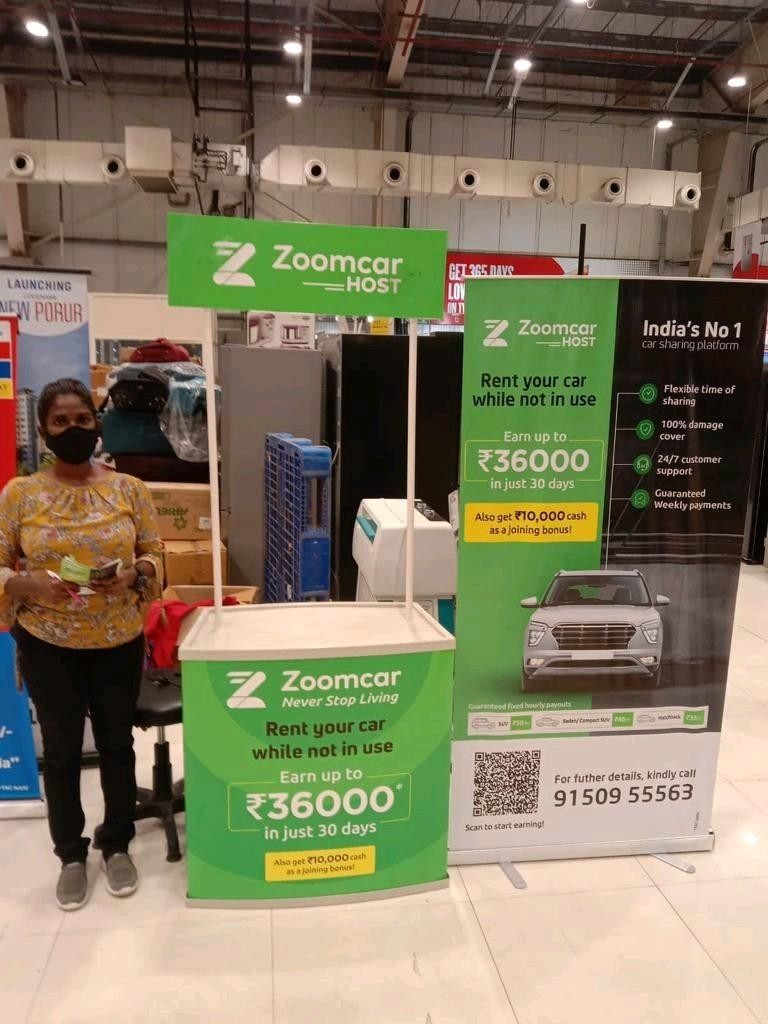 Zoomcar
HOST
GET 365 DAYS
LOW
LAUNCHING
NEW PORUR
Zoomcar
HOST
Rent your car
while not in use
Earn up to
₹36000
in just 30 days
Also get ₹10,000 cash
as a joining bonus!
India's No 1
car sharing platform
Flexible time of
sharing
100% damage
cover
24/7 customer
support
Guaranteed
Weekly payments
Guaranteed fixed hourly payouts
SUV
Sedan/ Compact SUV
Hatchback
Scan to start earning!
For futher details, kindly call
91509 55563
Zoomcar
Never Stop Living
Rent your car
while not in use
Earn up to
₹36000*
in just 30 days
Also get ₹10,000 cash
as a joining bonus!
ARIEL